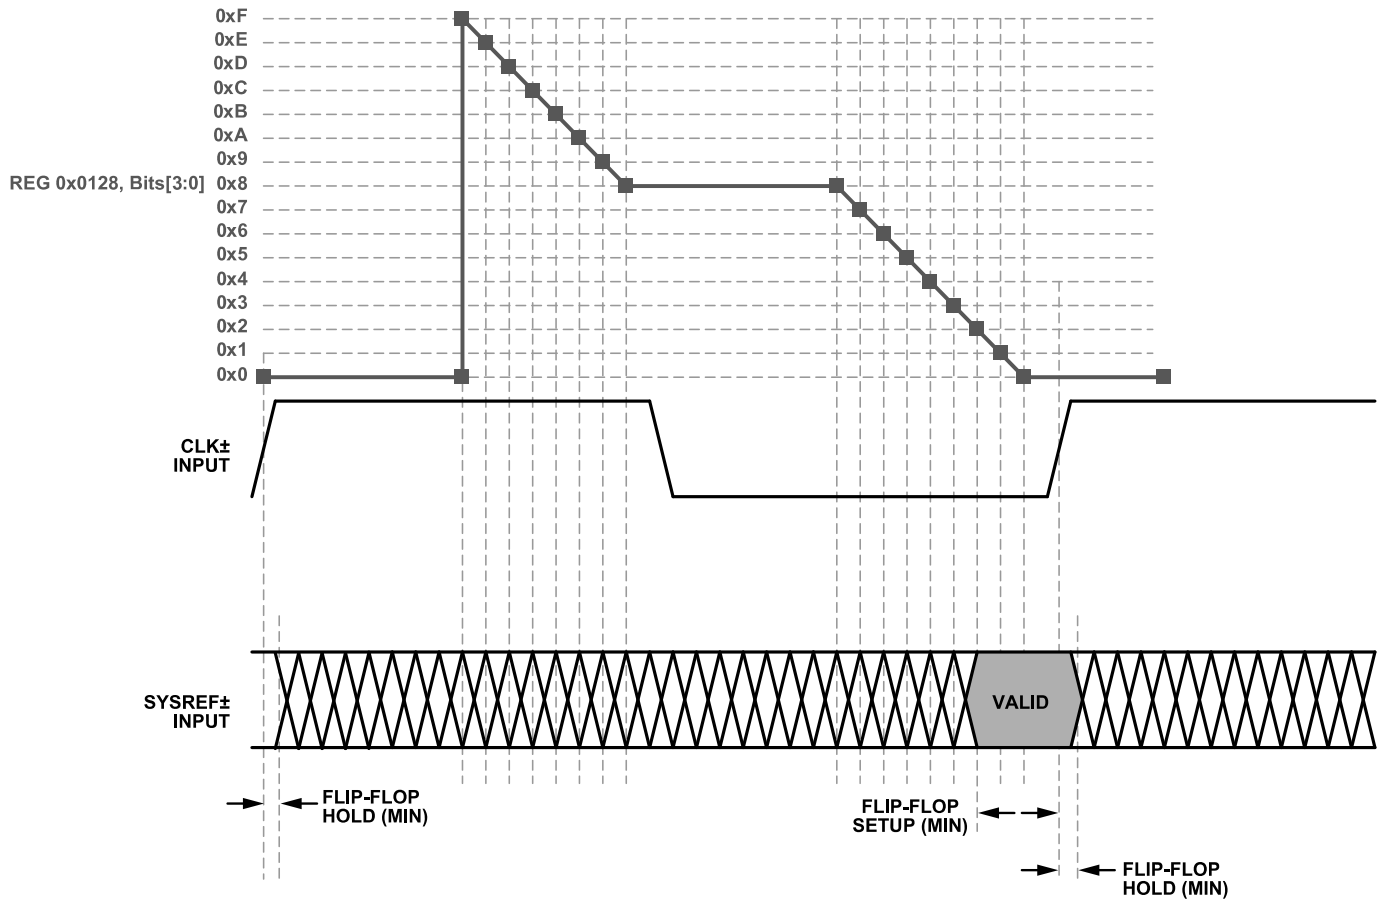 0xF
0xE
0xD
0xC
0xB
0xA
0x9
REG 0x0128, Bits[3:0] 0x8
0x7
0x6
0x5
0x4
0x3
0x2
0x1
0x0
CLK±
INPUT
SYSREF±
INPUT
VALID
FLIP-FLOP
HOLD (MIN)
FLIP-FLOP
SETUP (MIN)
FLIP-FLOP
HOLD (MIN)